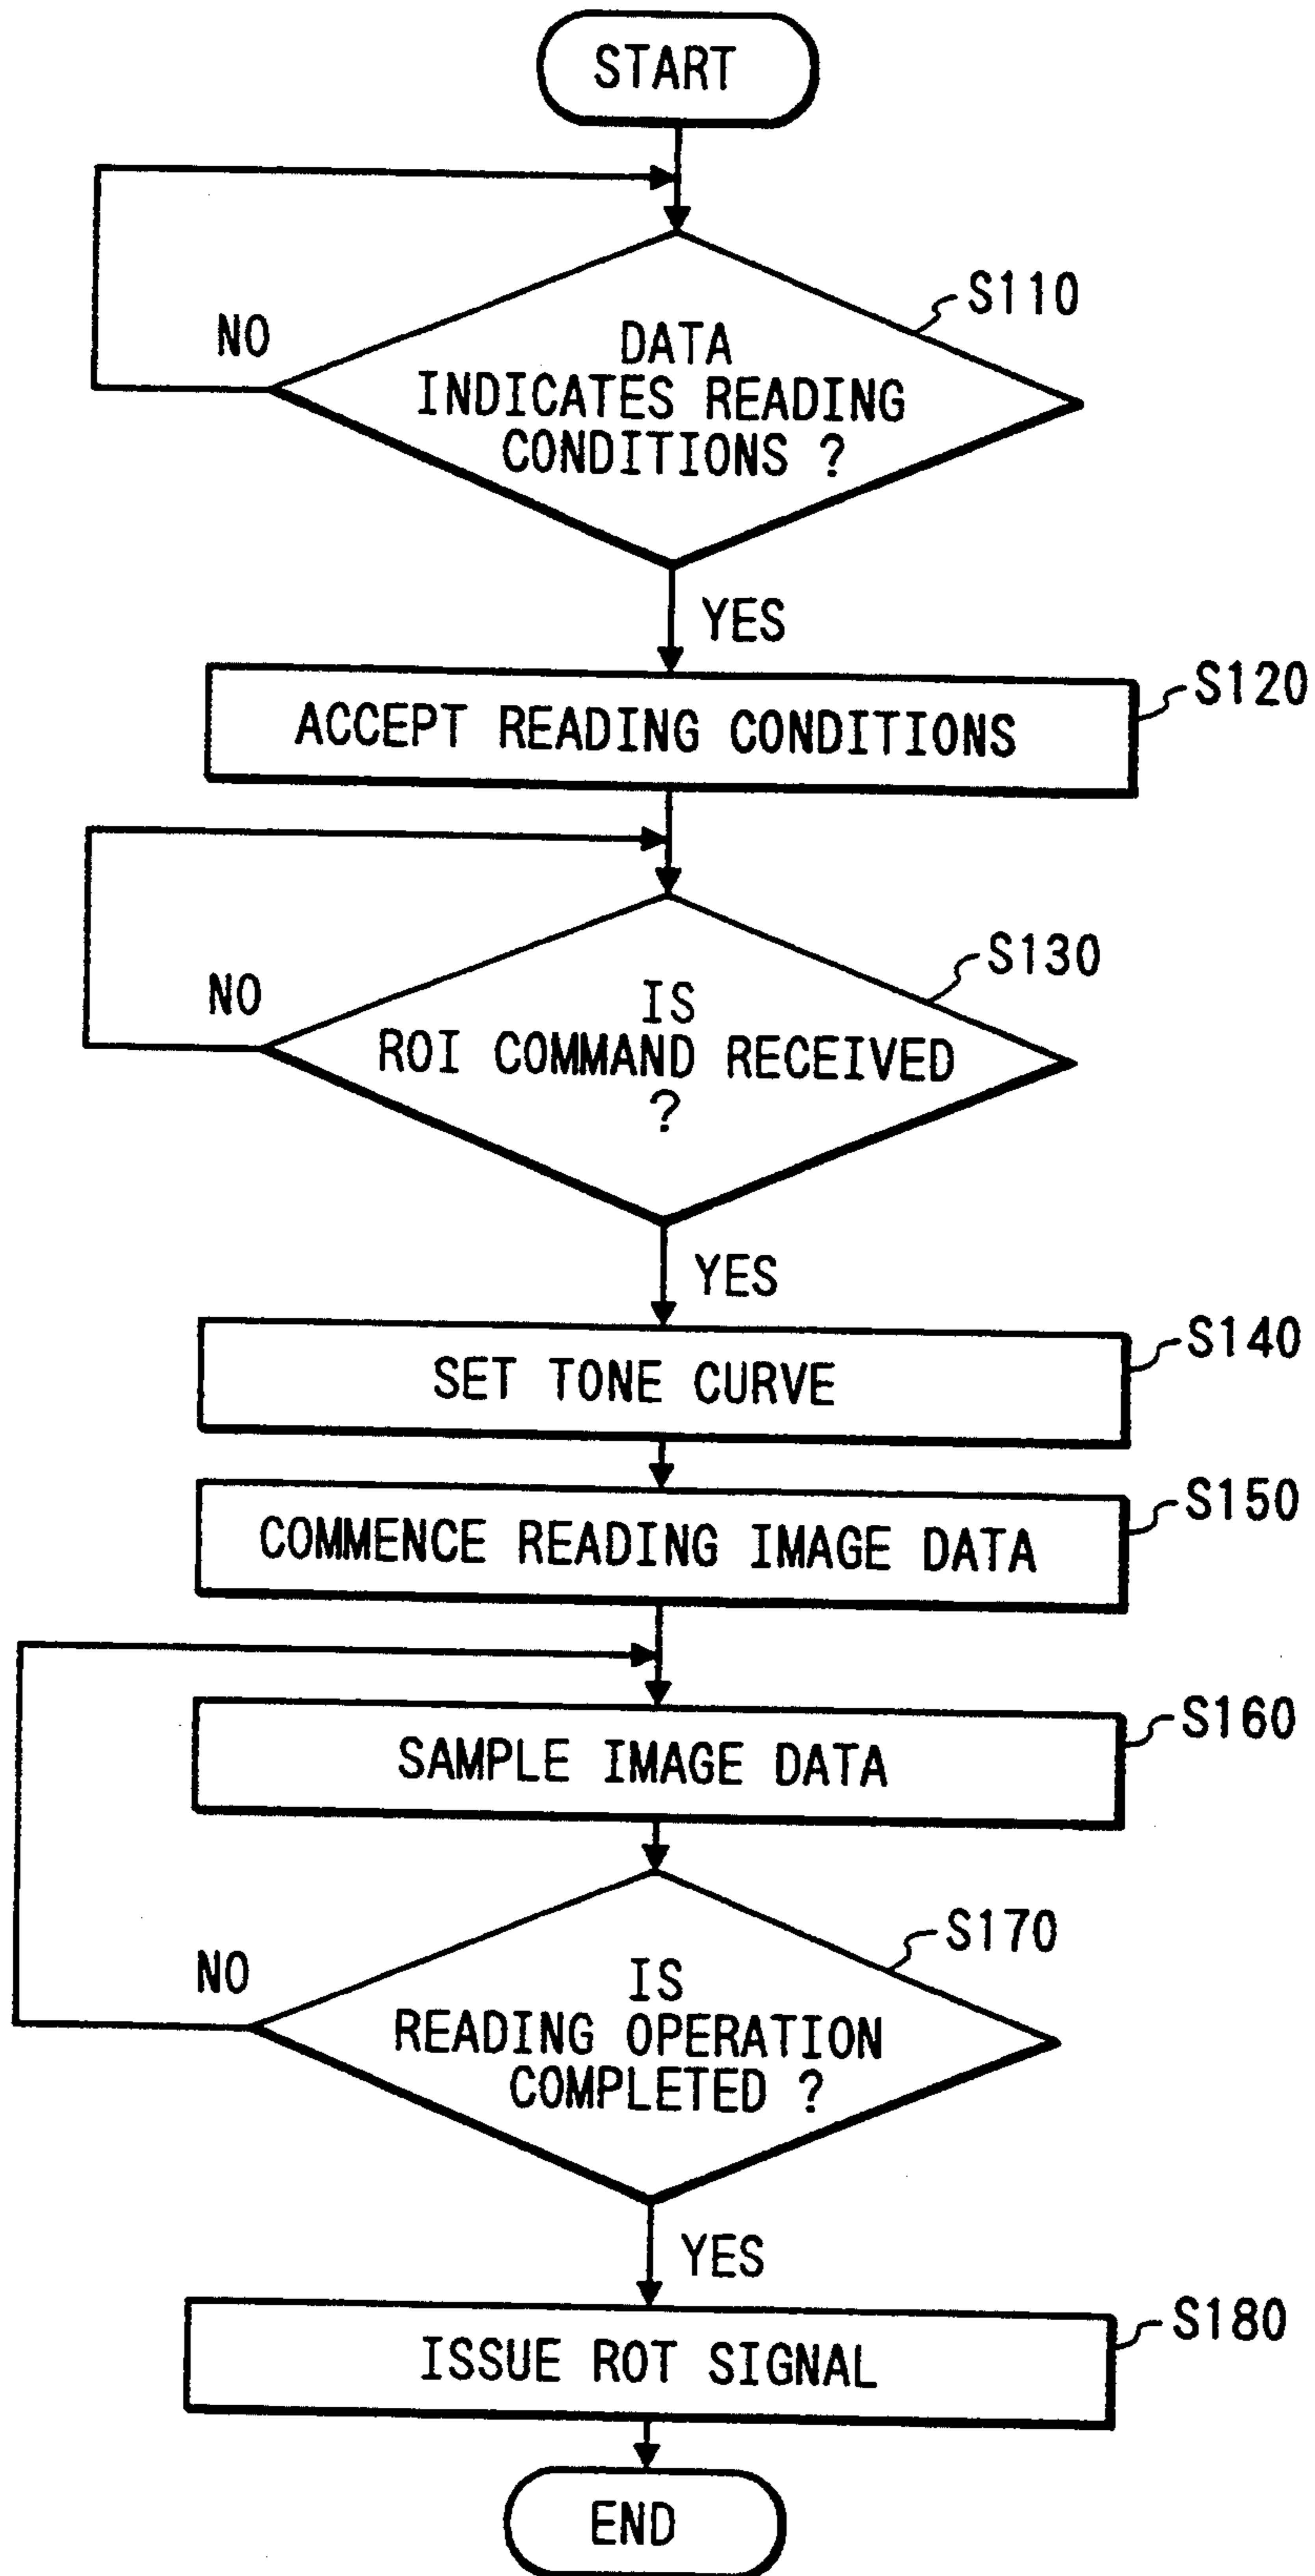 START
S110
NO
DATA
INDICATES READING
CONDITIONS ?
YES
S120
ACCEPT READING CONDITIONS
S130
NO
IS
ROI COMMAND RECEIVED
?
YES
S140
SET TONE CURVE
S150
COMMENCE READING IMAGE DATA
S160
SAMPLE IMAGE DATA
S170
NO
IS
READING OPERATION
COMPLETED ?
YES
S180
ISSUE ROT SIGNAL
END